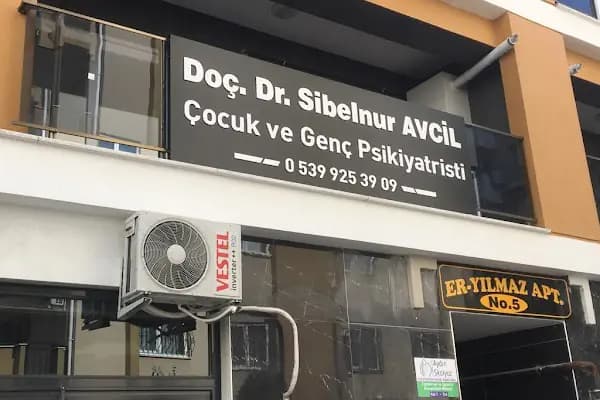 Doç. Dr. Sibelnur AVCİL
Çocuk ve Genç Psikiyatristi
0 539 925 39 09
VESTEL
inverter++
ER-YILMAZ APT.
No.5